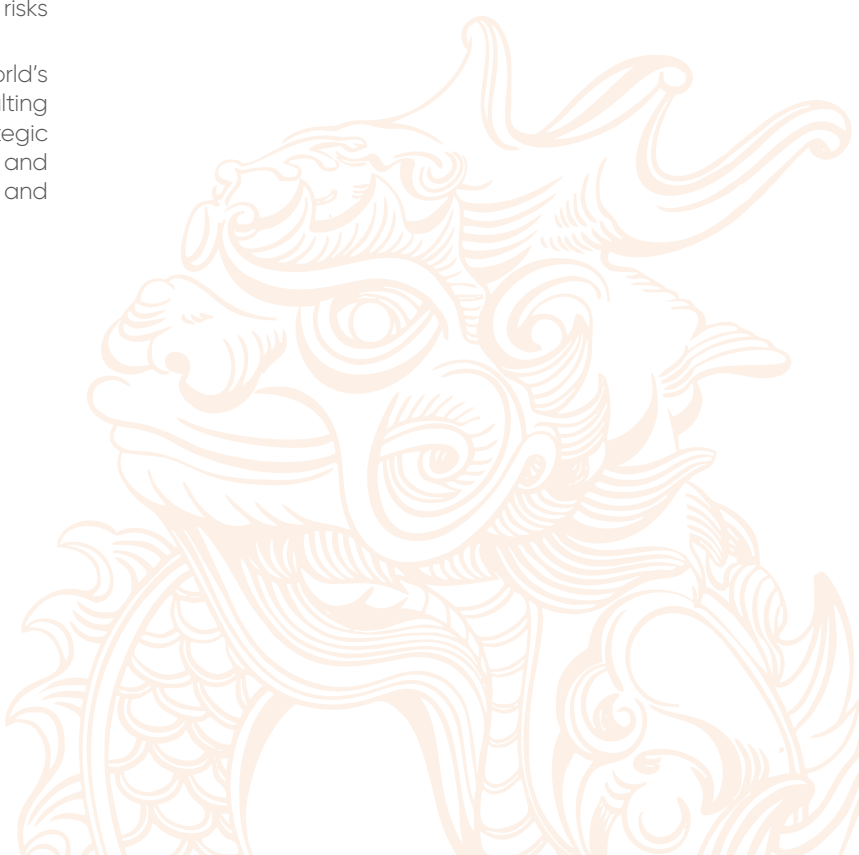 risks
orld's
lting
egic
and
and